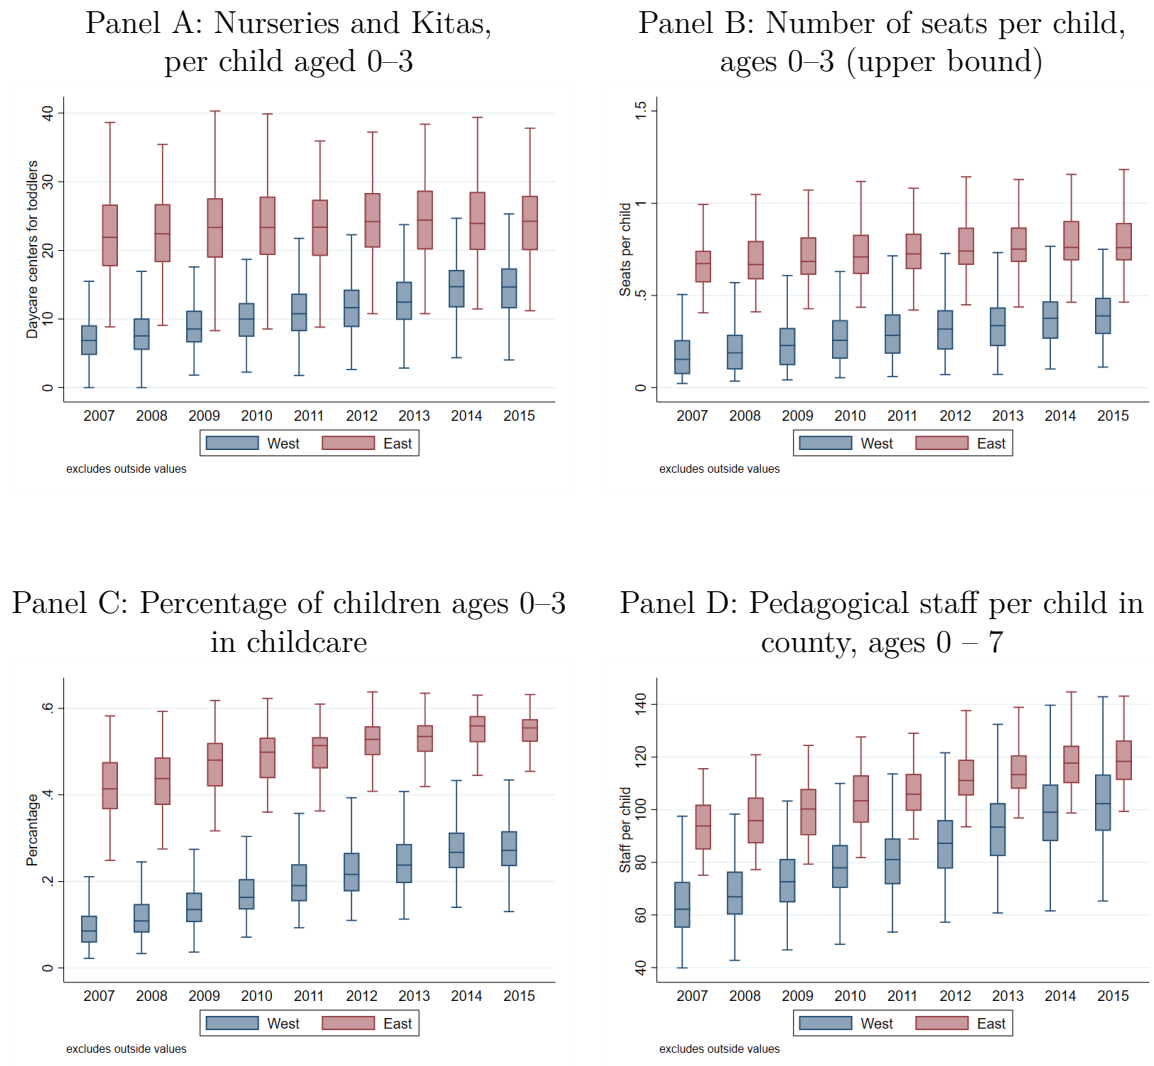 Panel A: Nurseries and Kitas,
per child aged 0–3
Daycare centers for toddlers
40
30
20
10
0
2007 2008 2009 2010 2011 2012 2013 2014 2015
West East
excludes outside values
Panel B: Number of seats per child,
ages 0–3 (upper bound)
Seats per child
1.5
1
.5
0
2007 2008 2009 2010 2011 2012 2013 2014 2015
West East
excludes outside values
Panel C: Percentage of children ages 0–3
in childcare
Percentage
.6
.4
.2
0
2007 2008 2009 2010 2011 2012 2013 2014 2015
West East
excludes outside values
Panel D: Pedagogical staff per child in
county, ages 0 – 7
Staff per child
140
120
100
80
60
40
2007 2008 2009 2010 2011 2012 2013 2014 2015
West East
excludes outside values